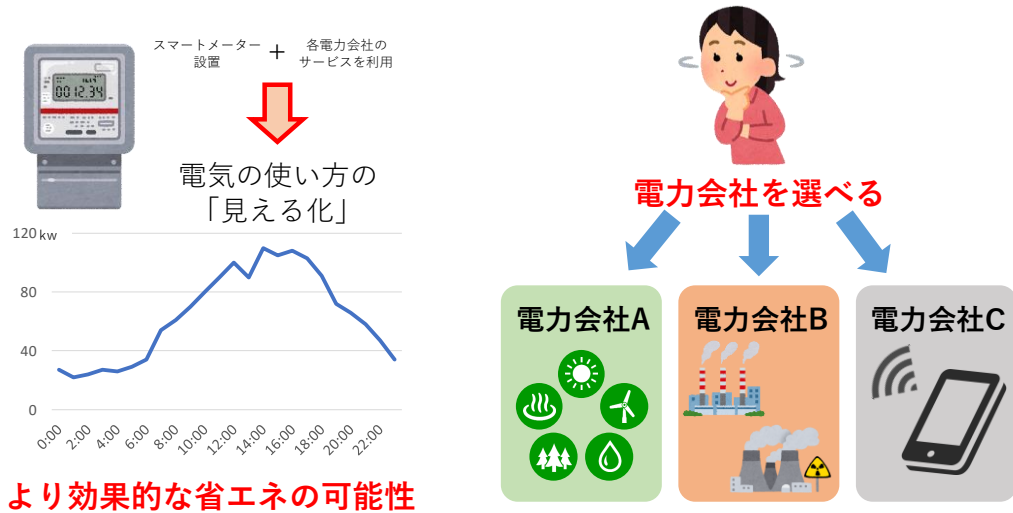 スマートメーター
設置
+
各電力会社の
サービスを利用
0012.34
電気の使い方の
「見える化」
120 kw
80
40
0
0:00 2:00 4:00 6:00 8:00 10:00 12:00 14:00 16:00 18:00 20:00 22:00
より効果的な省エネの可能性
電力会社を選べる
電力会社A
電力会社B
電力会社C